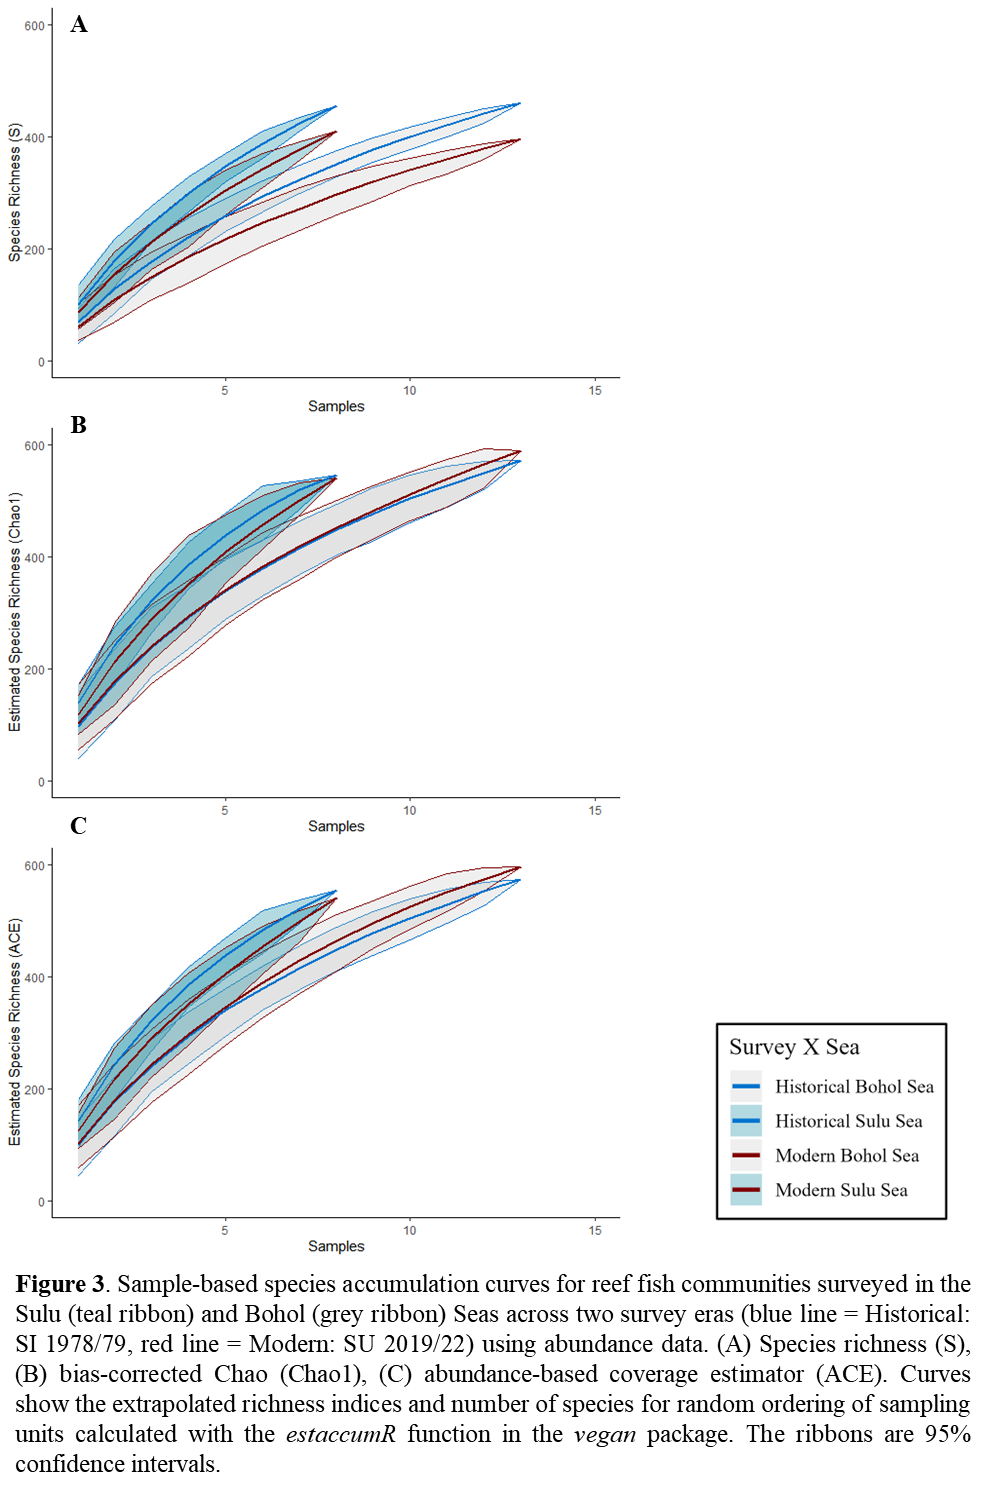 A
600
400
200
0
Species Richness (S)
5
10
15
Samples
B
600
400
200
0
Estimated Species Richness (Chao1)
5
10
15
Samples
C
600
400
200
0
Estimated Species Richness (ACE)
5
10
15
Samples
Survey X Sea
Historical Bohol Sea
Historical Sulu Sea
Modern Bohol Sea
Modern Sulu Sea
Figure 3. Sample-based species accumulation curves for reef fish communities surveyed in the
Sulu (teal ribbon) and Bohol (grey ribbon) Seas across two survey eras (blue line = Historical:
SI 1978/79, red line = Modern: SU 2019/22) using abundance data. (A) Species richness (S),
(B) bias-corrected Chao (Chao1), (C) abundance-based coverage estimator (ACE). Curves
show the extrapolated richness indices and number of species for random ordering of sampling
units calculated with the estaccumR function in the vegan package. The ribbons are 95%
confidence intervals.